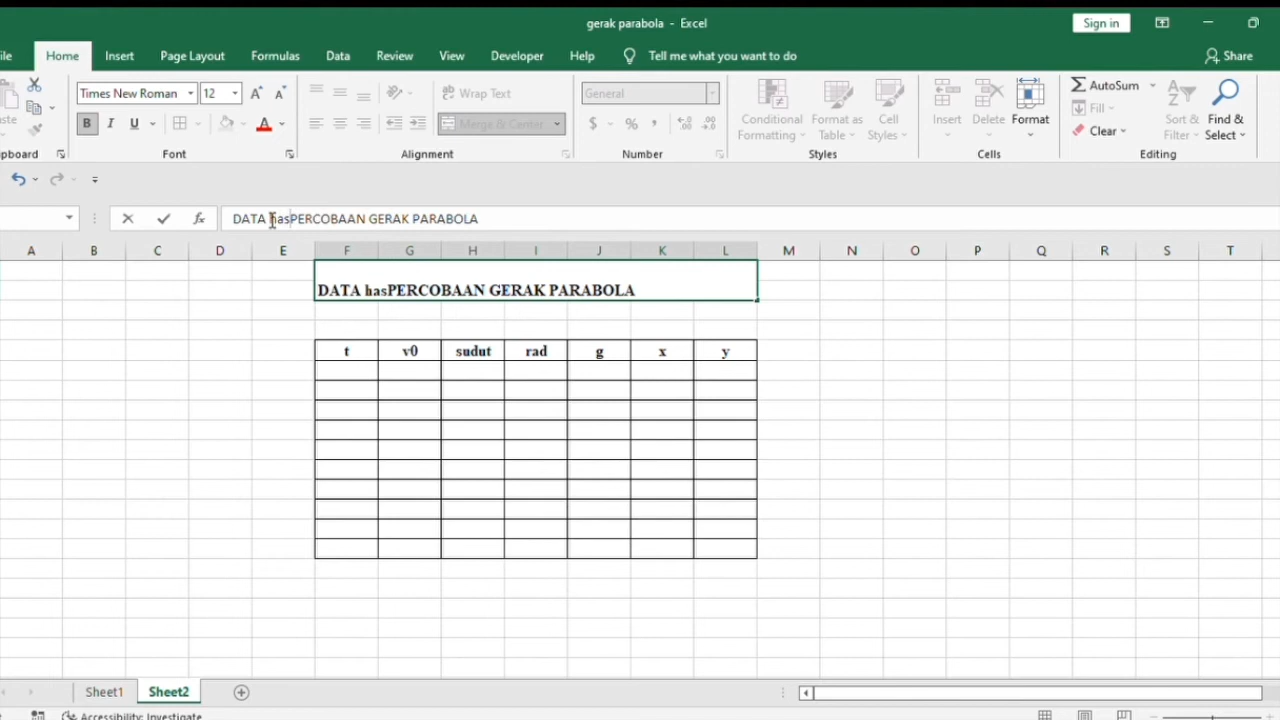 gerak parabola - Excel
Sign in
ile Home Insert Page Layout Formulas Data Review View Developer Help Tell me what you want to do Share
Times New Roman 12 A A Wrap Text General AutoSum
Fill
B I U A Merge & Center $ % , Clear
Conditional Formatting Format as Table Cell Styles Insert Delete Format Sort & Filter Find & Select
pboard Font Alignment Number Styles Cells Editing
fx DATA hasPERCOBAAN GERAK PARABOLA
A B C D E F G H I J K L M N O P Q R S T
DATA hasPERCOBAAN GERAK PARABOLA
t v0 sudut rad g x y
Sheet1 Sheet2
Accessibility: Investigate